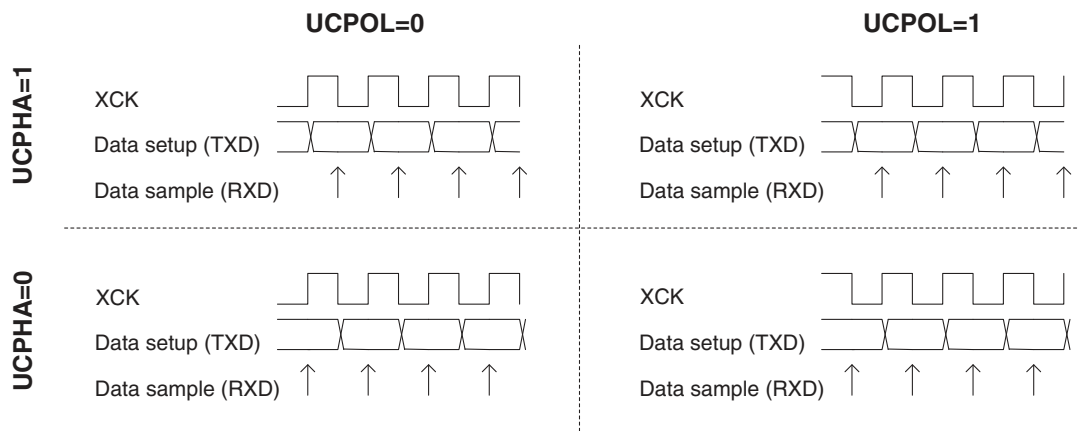 UCPOL=0
UCPOL=1
UCPHA=1
XCK
Data setup (TXD)
Data sample (RXD)
XCK
Data setup (TXD)
Data sample (RXD)
UCPHA=0
XCK
Data setup (TXD)
Data sample (RXD)
XCK
Data setup (TXD)
Data sample (RXD)